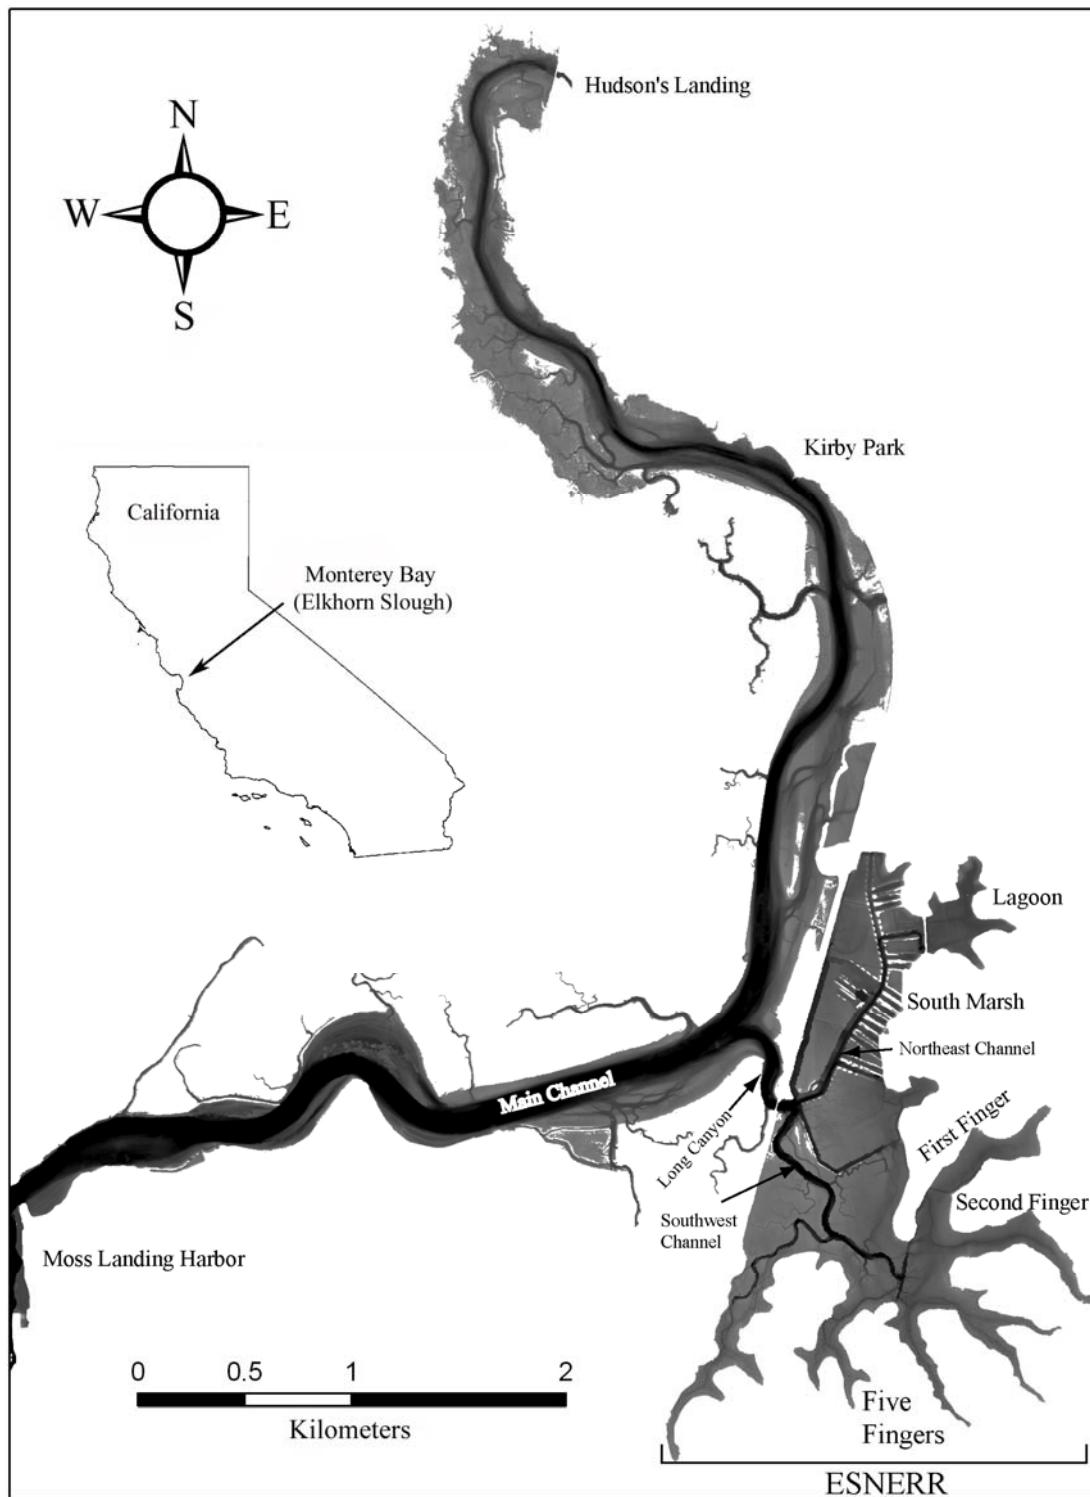 Hudson's Landing
N
W
E
S
Kirby Park
California
Monterey Bay
(Elkhorn Slough)
Lagoon
South Marsh
Northeast Channel
Main Channel
Long Canyon
First Finger
Second Finger
Southwest
Channel
Moss Landing Harbor
0 0.5 1 2
Kilometers
Five
Fingers
ESNERR